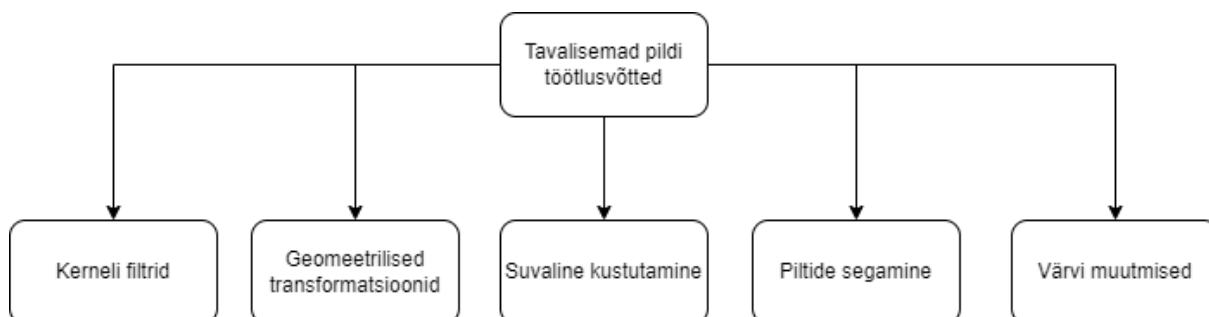 Tavalisemad pildi
töötlusvõtted
Kerneli filtrid
Geomeetrilised
transformatsioonid
Suvaline kustutamine
Piltide segamine
Värvi muutmised